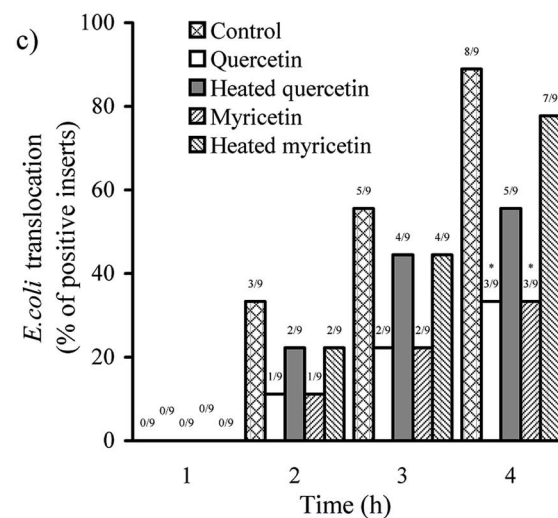 c)
Control
Quercetin
Heated quercetin
Myricetin
Heated myricetin
E.coli translocation
(% of positive inserts)
100
80
60
40
20
0
0/9 0/9 0/9 0/9 0/9
3/9 1/9 2/9 1/9 2/9
5/9 2/9 4/9 2/9 4/9
8/9 * 3/9 5/9 * 3/9 7/9
1 2 3 4
Time (h)